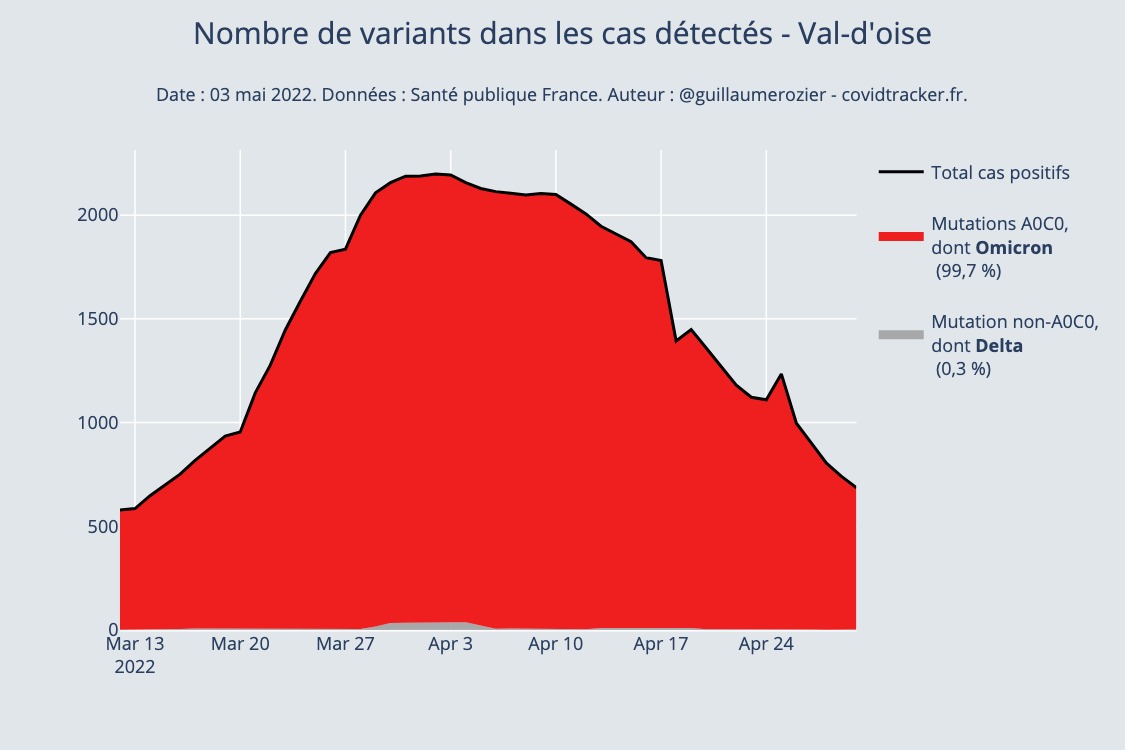 Nombre de variants dans les cas détectés - Val-d'oise
Date : 03 mai 2022. Données : Santé publique France. Auteur : @guillaumerozier - covidtracker.fr.
Total cas positifs
Mutations A0C0,
dont Omicron
(99,7 %)
Mutation non-A0C0,
dont Delta
(0,3 %)
2000
1500
1000
500
0
Mar 13
2022
Mar 20
Mar 27
Apr 3
Apr 10
Apr 17
Apr 24